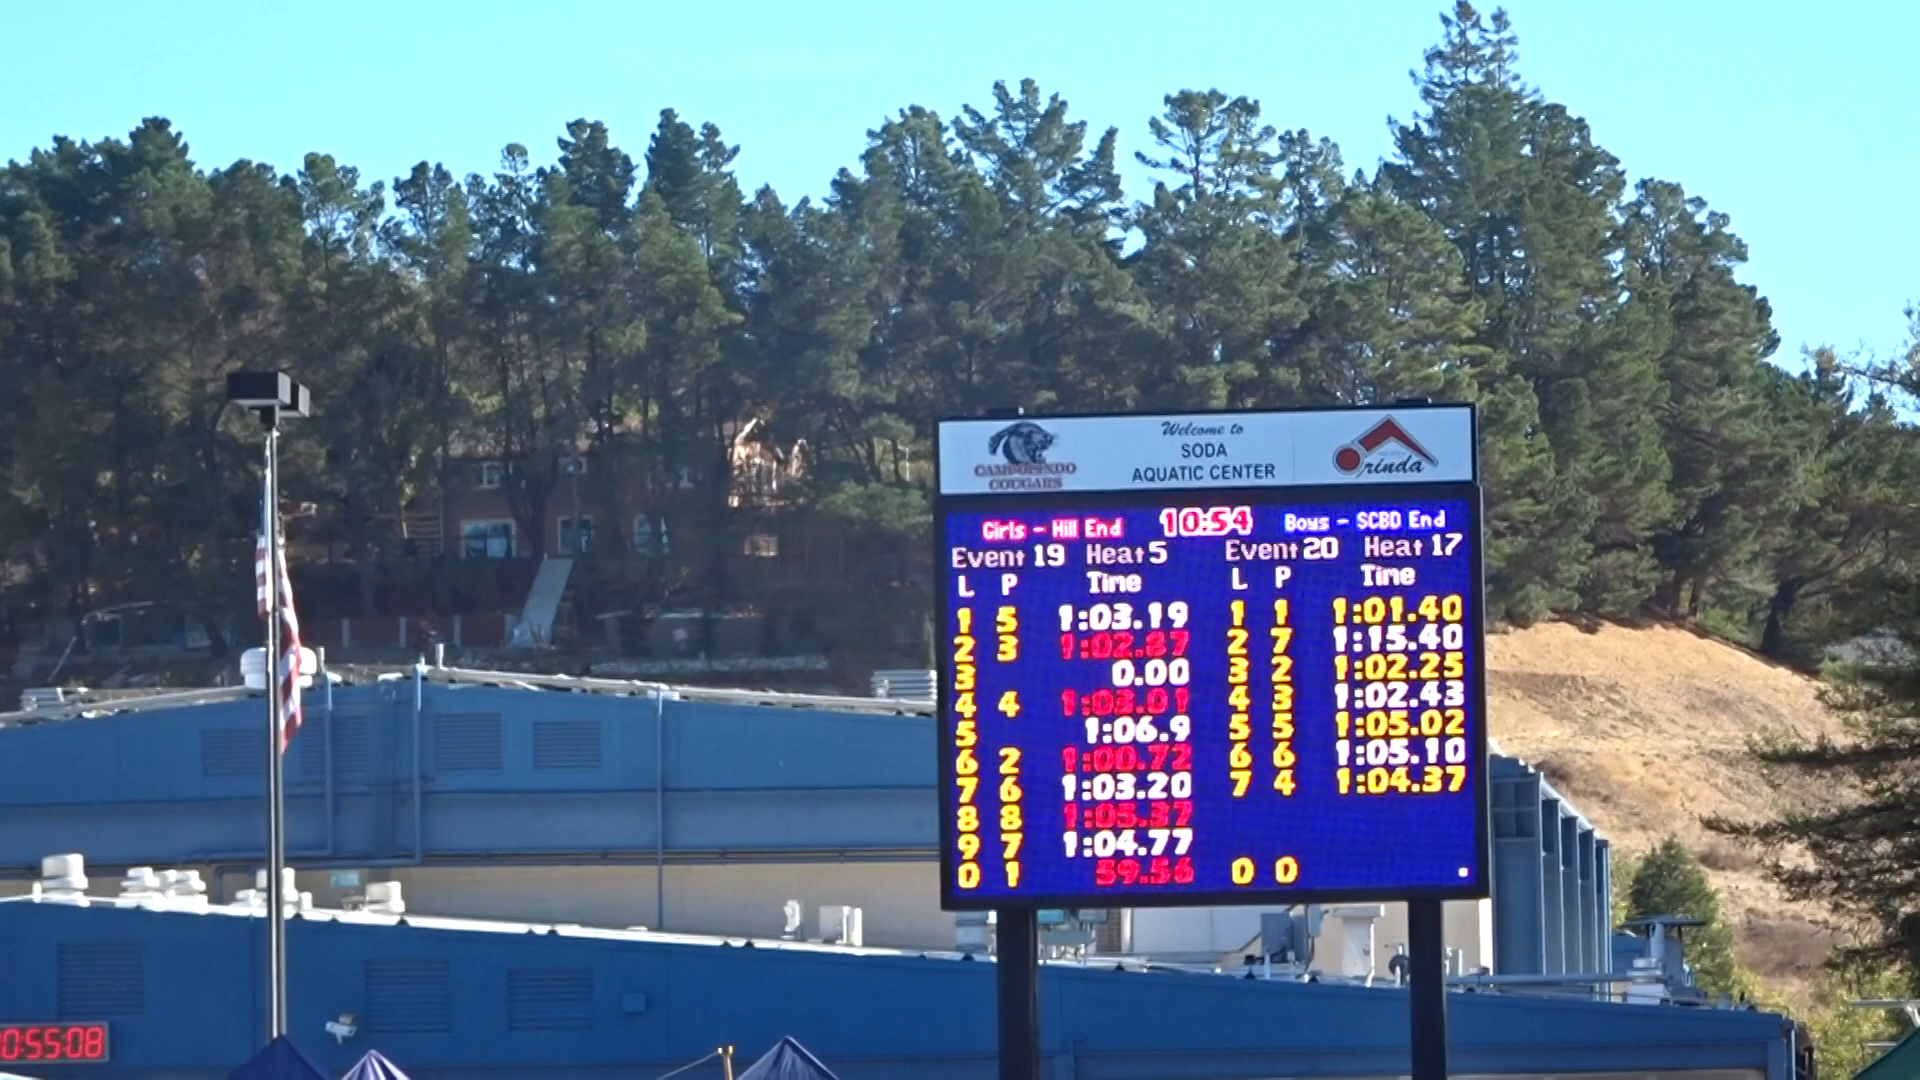 CAMPOLINDO
COUGARS
Welcome to
SODA
AQUATIC CENTER
Orinda
Girls - Hill End 10:54 Boys - SCBD End
Event 19 Heat 5 Event 20 Heat 17
L P Time L P Time
1 5 1:03.19 1 1 1:01.40
2 3 1:02.87 2 7 1:15.40
3 0.00 3 2 1:02.25
4 4 1:03.01 4 3 1:02.43
5 1:06.9 5 5 1:05.02
6 2 1:00.72 6 6 1:05.10
7 6 1:03.20 7 4 1:04.37
8 8 1:05.37
9 7 1:04.77
0 1 59.56 0 0 .
0:55:08